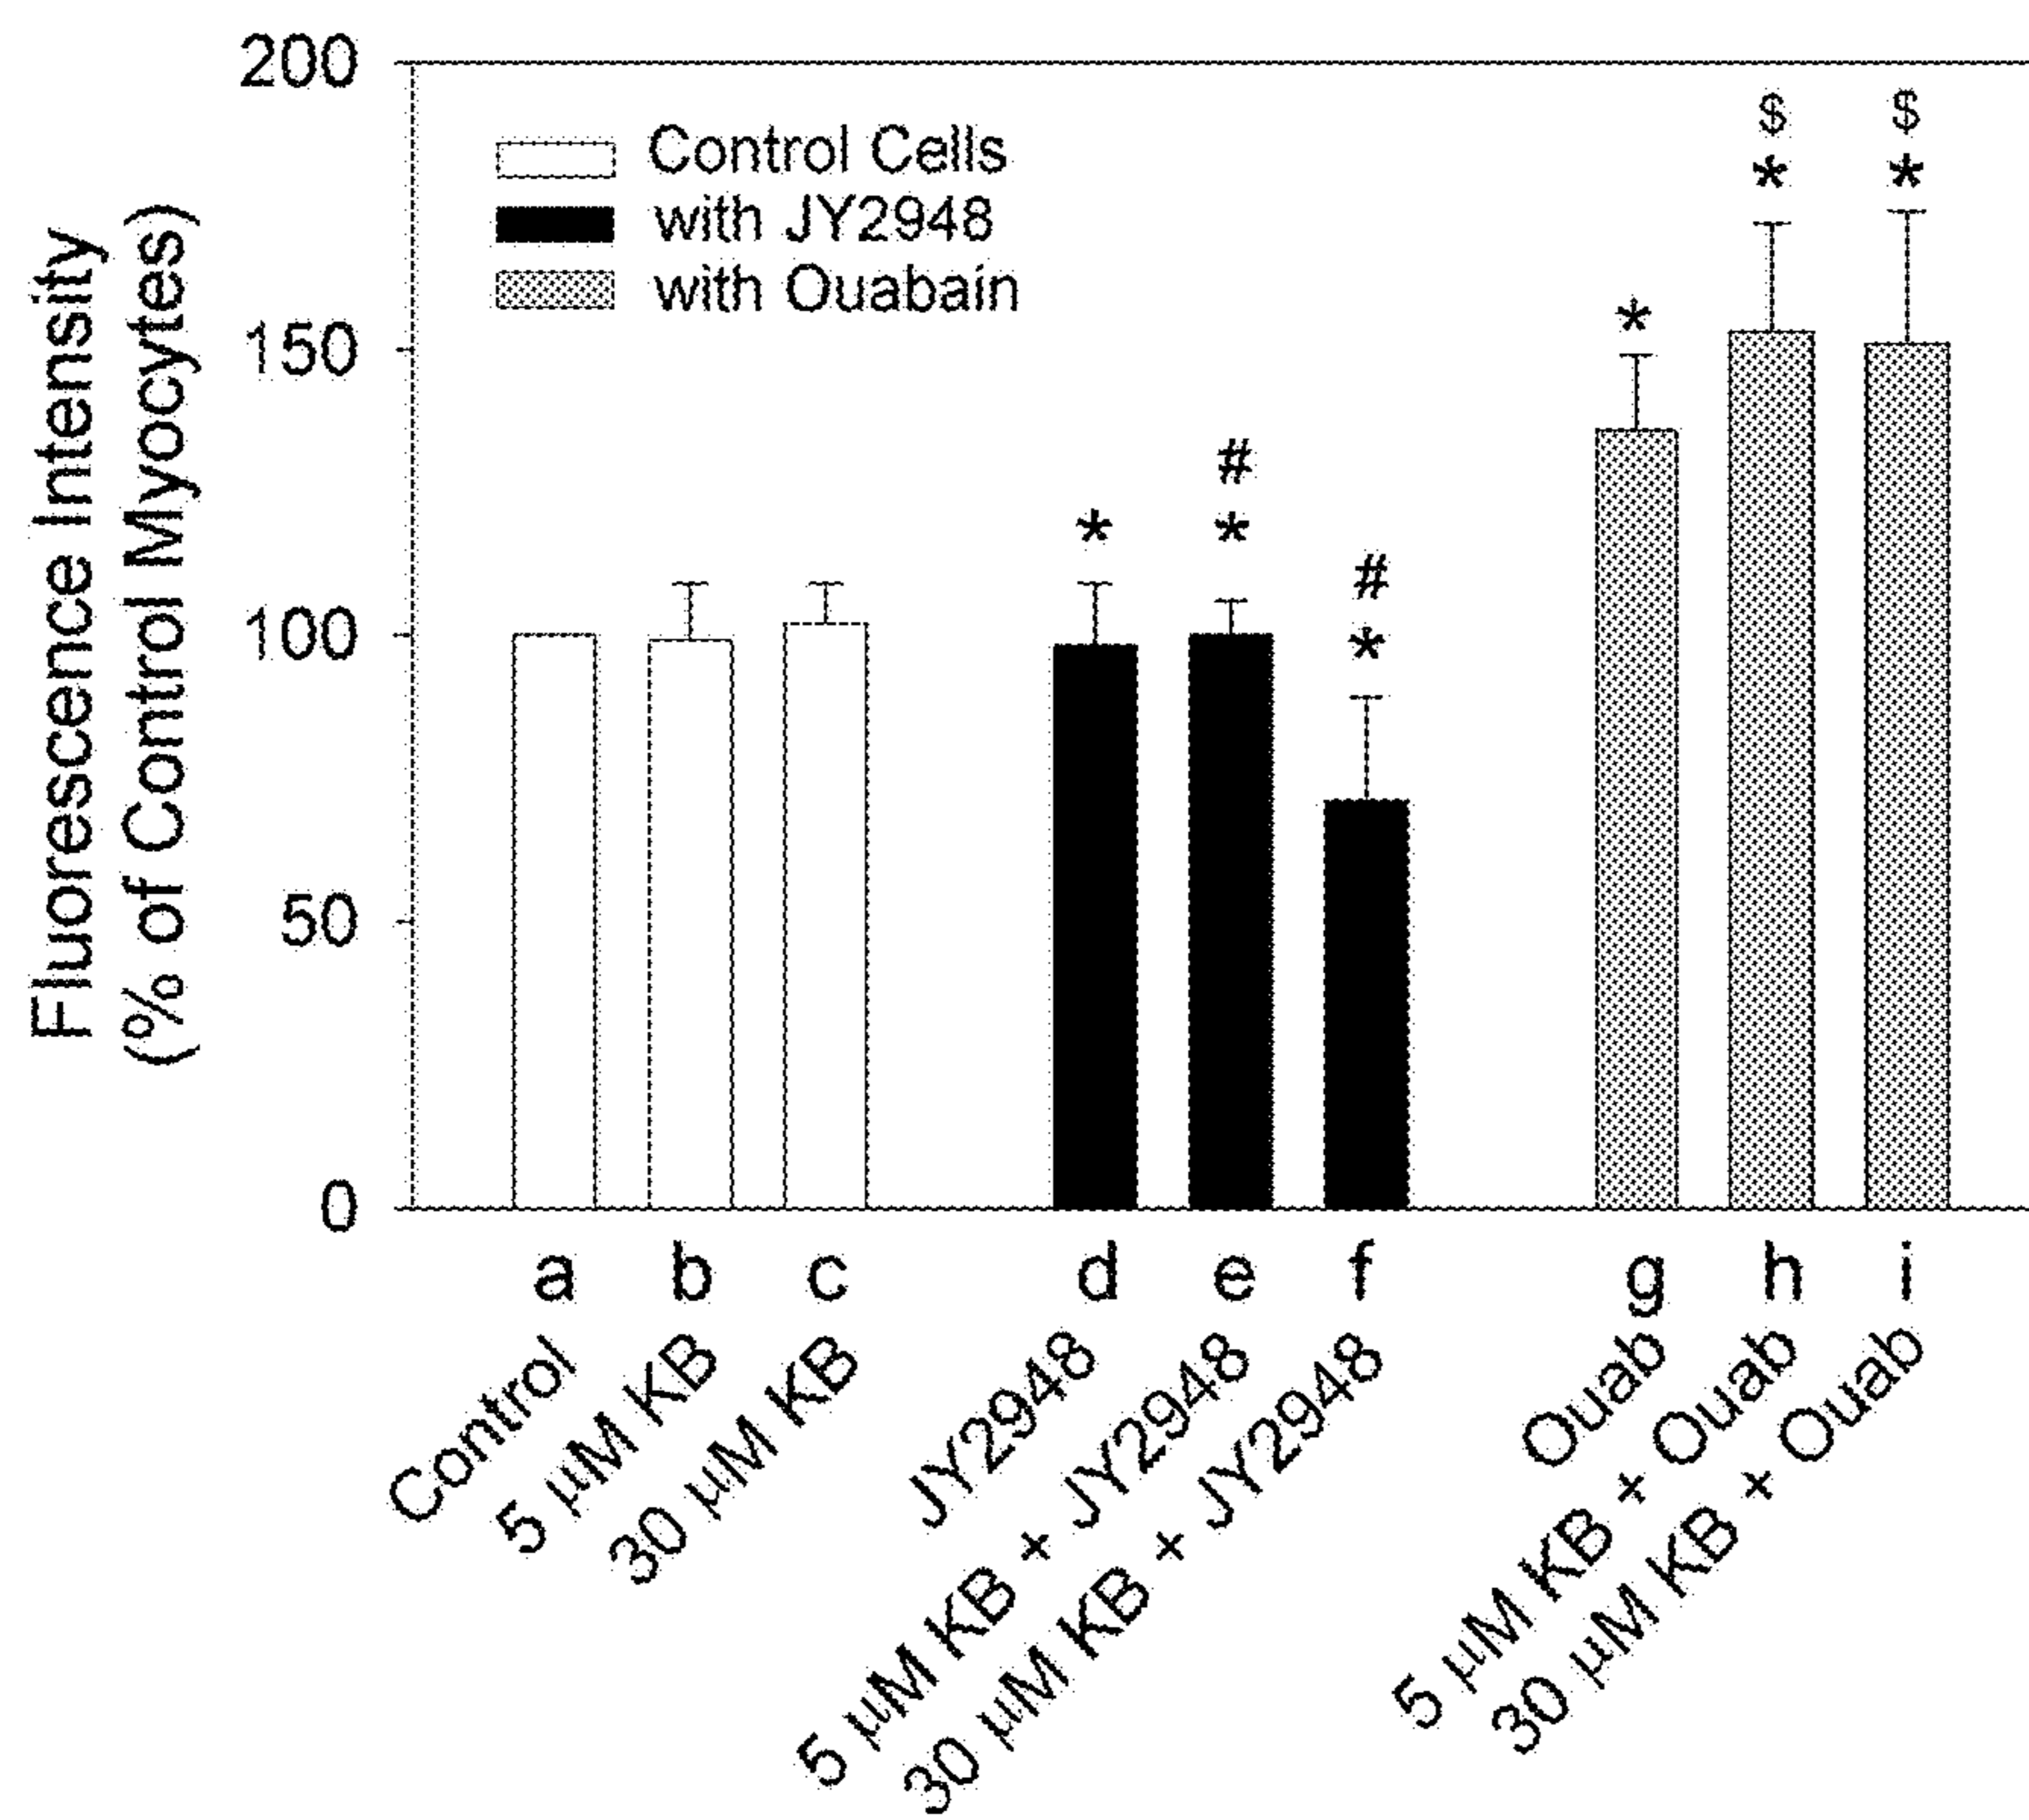 Fluorescence Intensity
(% of Control Myocytes)
200
150
100
50
0
Control Cells
with JY2948
with Ouabain
*
#
*
#
*
*
$
*
$
*
a
b
c
d
e
f
g
h
i
Control
5 µM KB
30 µM KB
JY2948
5 µM KB + JY2948
30 µM KB + JY2948
Ouab
5 µM KB + Ouab
30 µM KB + Ouab